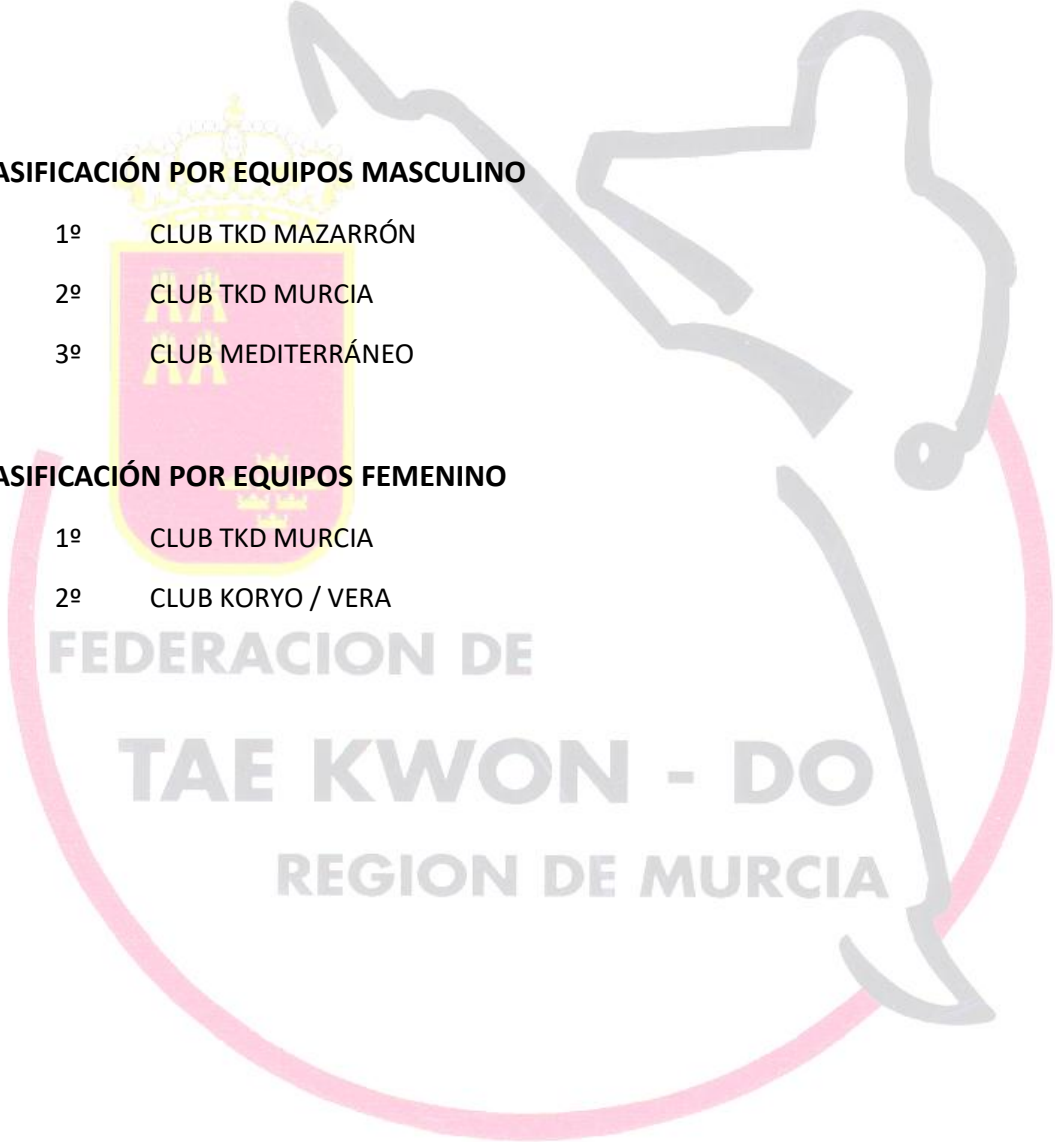 ASIFICACIÓN POR EQUIPOS MASCULINO
1º CLUB TKD MAZARRÓN
2º CLUB TKD MURCIA
3º CLUB MEDITERRÁNEO
ASIFICACIÓN POR EQUIPOS FEMENINO
1º CLUB TKD MURCIA
2º CLUB KORYO / VERA
FEDERACION DE
TAE KWON - DO
REGION DE MURCIA